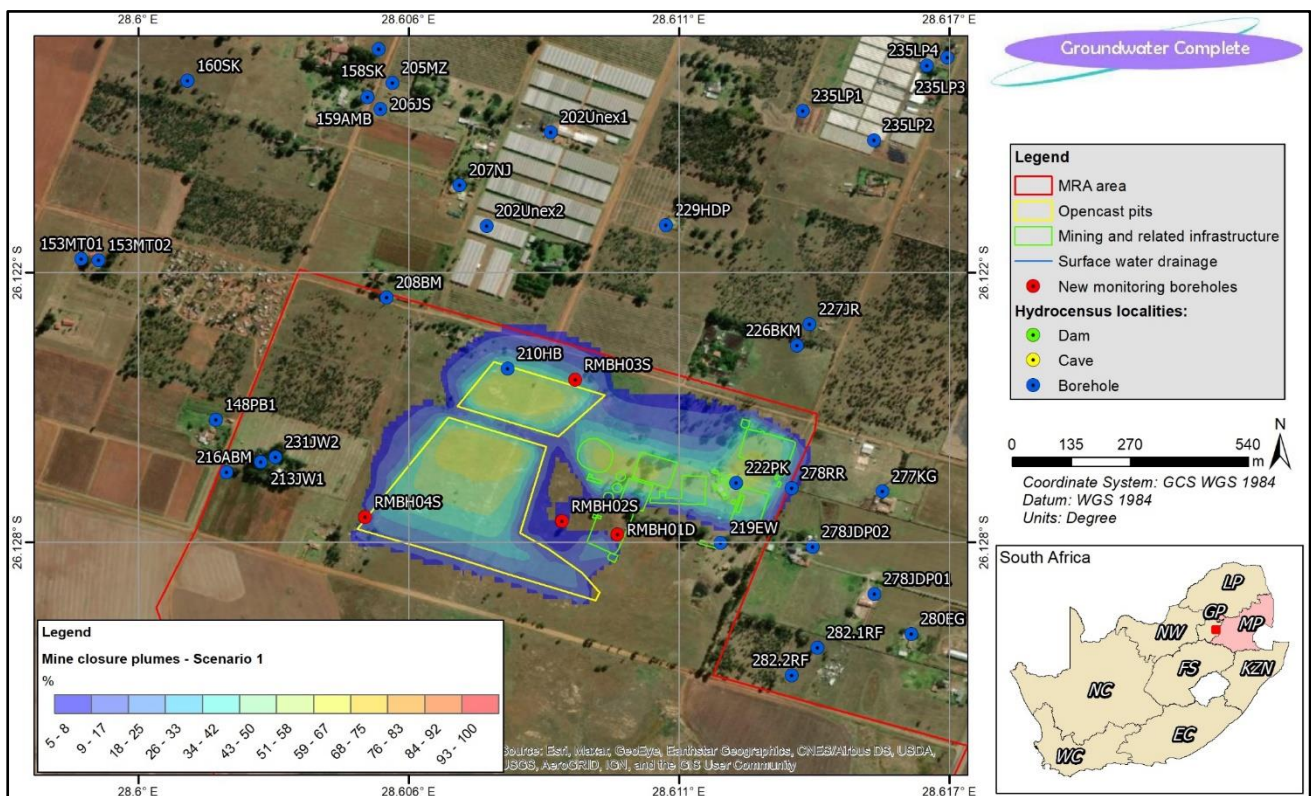 28.6° E
28.606° E
28.611° E
28.617° E
Groundwater Complete
160SK
158SK
205MZ
159AMB
206JS
202Unex1
235LP4
235LP3
235LP1
235LP2
207NJ
202Unex2
229HDP
153MT01
153MT02
26.122° S
26.122° S
208BM
227JR
226BKM
210HB
RMBH03S
148PB1
231JW2
216ABM
213JW1
222PK
278RR
277KG
RMBH04S
RMBH02S
RMBH01D
219EW
278JDP02
26.128° S
26.128° S
278JDP01
282.1RF
280EG
282.2RF
Legend
MRA area
Opencast pits
Mining and related infrastructure
Surface water drainage
New monitoring boreholes
Hydrocensus localities:
Dam
Cave
Borehole
N
0 135 270 540
m
Coordinate System: GCS WGS 1984
Datum: WGS 1984
Units: Degree
South Africa
LP
GP
MP
NW
FS
KZN
NC
EC
WC
Legend
Mine closure plumes - Scenario 1
%
5 - 8
9 - 17
18 - 25
26 - 33
34 - 42
43 - 50
51 - 58
59 - 67
68 - 75
76 - 83
84 - 92
93 - 100
Source: Esri, Maxar, GeoEye, Earthstar Geographics, CNES/Airbus DS, USDA,
USGS, AeroGRID, IGN, and the GIS User Community
28.6° E
28.606° E
28.611° E
28.617° E